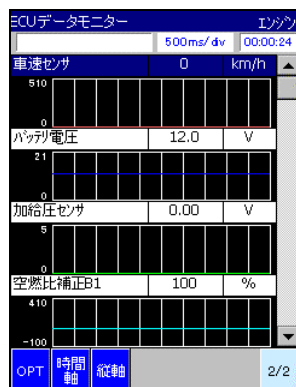 ECUデータモニター エンジン
500ms/div 00:00:24
車速センサ 0 km/h
510
0
バッテリ電圧 12.0 V
21
0
加給圧センサ 0.00 V
5
0
空燃比補正B1 100 %
410
-100
OPT 時間軸 縦軸 2/2